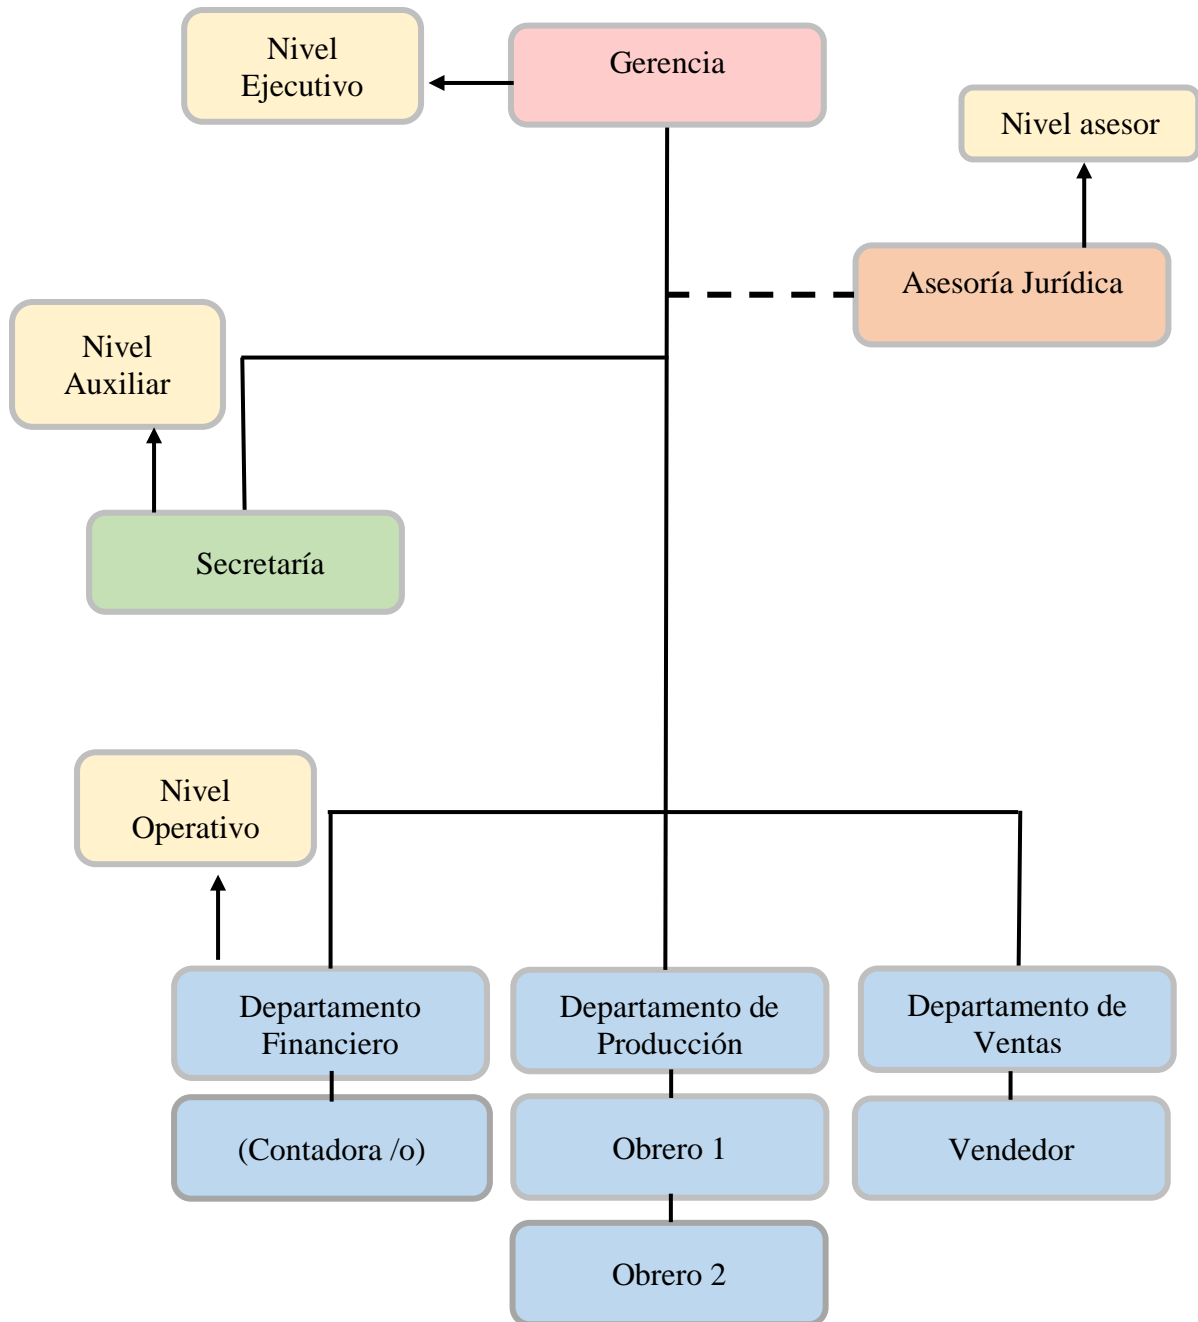 Nivel
Ejecutivo
Gerencia
Nivel asesor
Asesoría Jurídica
Nivel
Auxiliar
Secretaría
Nivel
Operativo
Departamento
Financiero
Departamento de
Producción
Departamento de
Ventas
(Contadora /o)
Obrero 1
Vendedor
Obrero 2